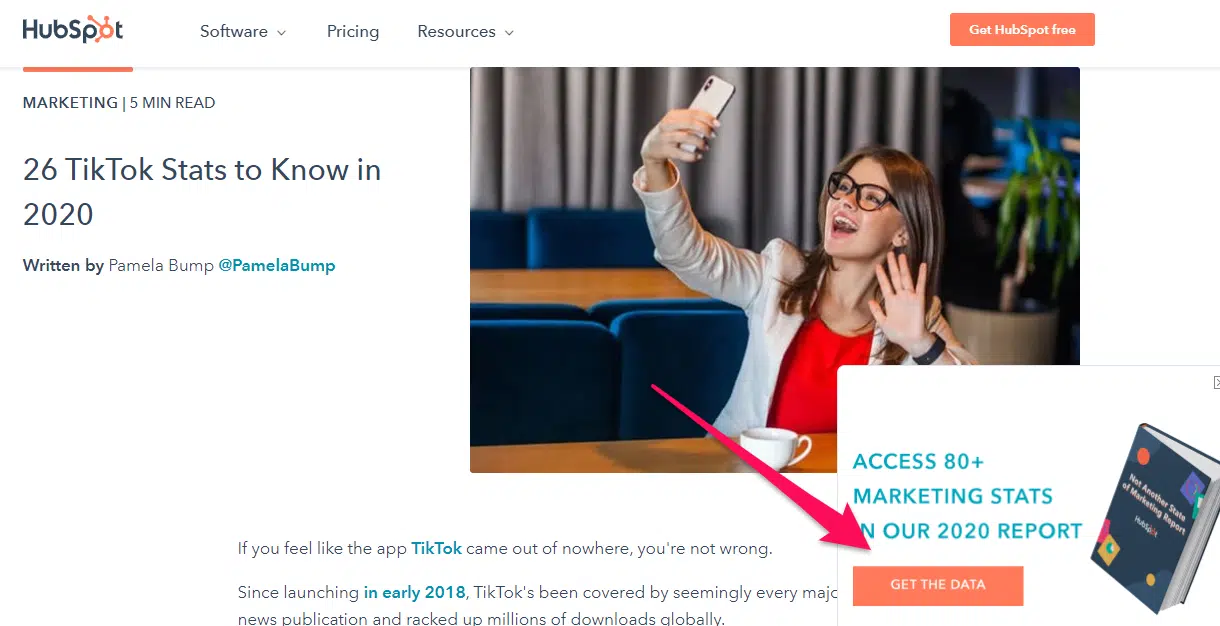 HubSpot
Software
Pricing
Resources
Get HubSpot free
MARKETING | 5 MIN READ
26 TikTok Stats to Know in
2020
Written by Pamela Bump @PamelaBump
If you feel like the app TikTok came out of nowhere, you're not wrong.
Since launching in early 2018, TikTok's been covered by seemingly every
news publication and racked up millions of downloads globally.
ACCESS 80+
MARKETING STATS
OUR 2020 REPORT
GET THE DATA
Not Another State
of Marketing Report
HubSpot